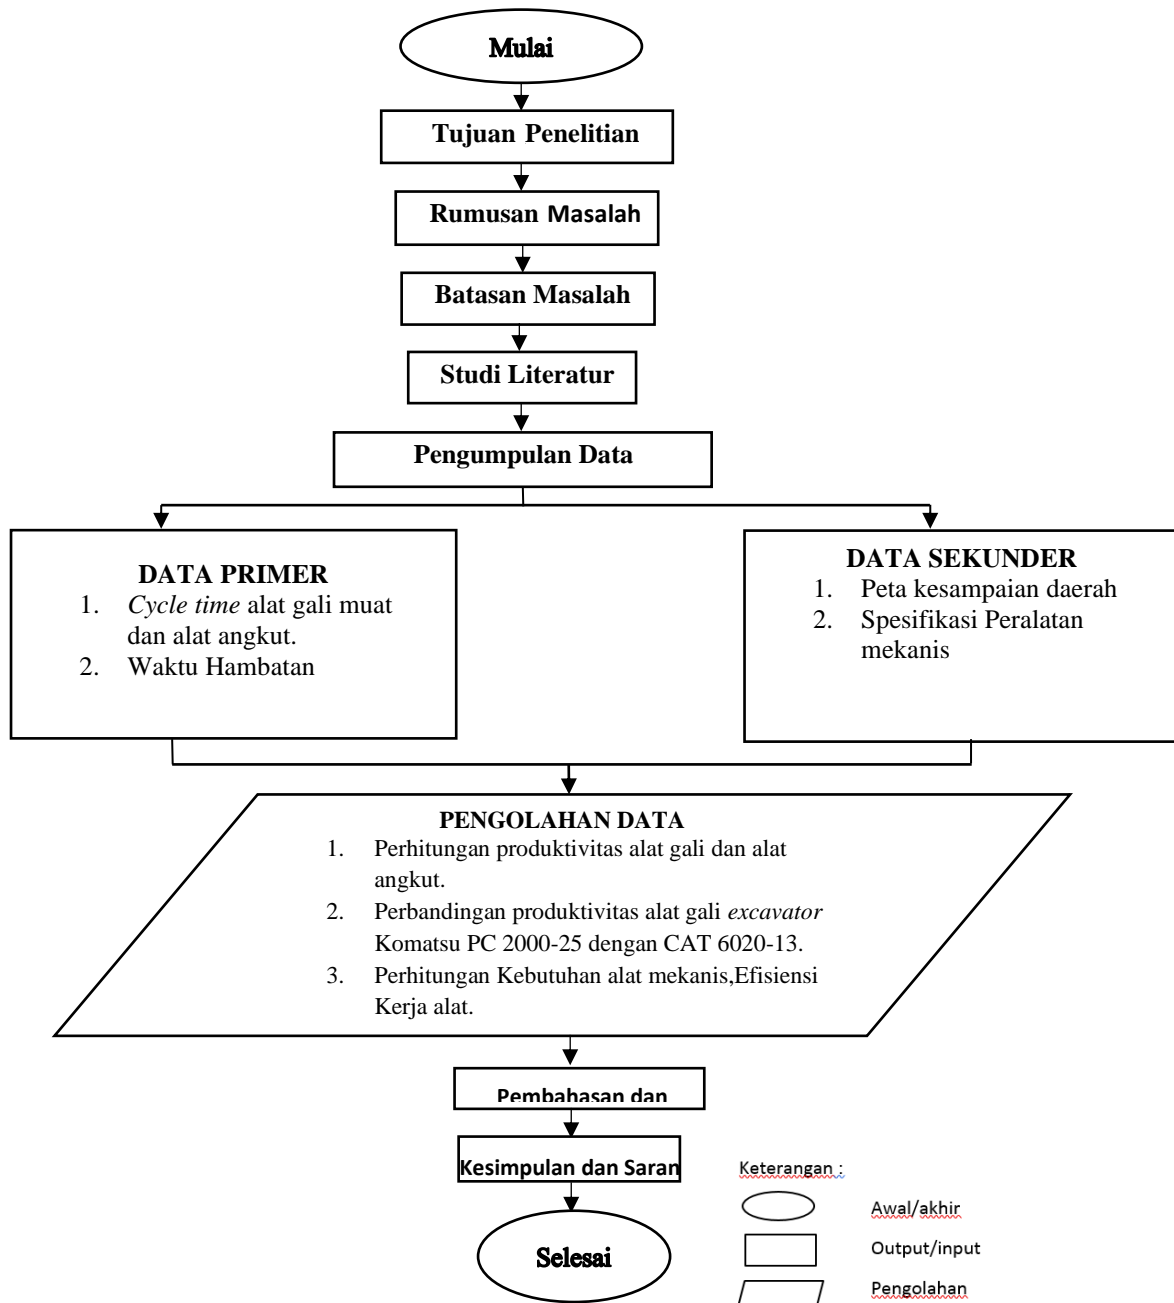 Mulai
Tujuan Penelitian
Rumusan Masalah
Batasan Masalah
Studi Literatur
Pengumpulan Data
DATA PRIMER
1. Cycle time alat gali muat
dan alat angkut.
2. Waktu Hambatan
DATA SEKUNDER
1. Peta kesampaian daerah
2. Spesifikasi Peralatan
mekanis
PENGOLAHAN DATA
1. Perhitungan produktivitas alat gali dan alat
angkut.
2. Perbandingan produktivitas alat gali excavator
Komatsu PC 2000-25 dengan CAT 6020-13.
3. Perhitungan Kebutuhan alat mekanis,Efisiensi
Kerja alat.
Pembahasan dan
Kesimpulan dan Saran
Selesai
Keterangan :
Awal/akhir
Output/input
Pengolahan